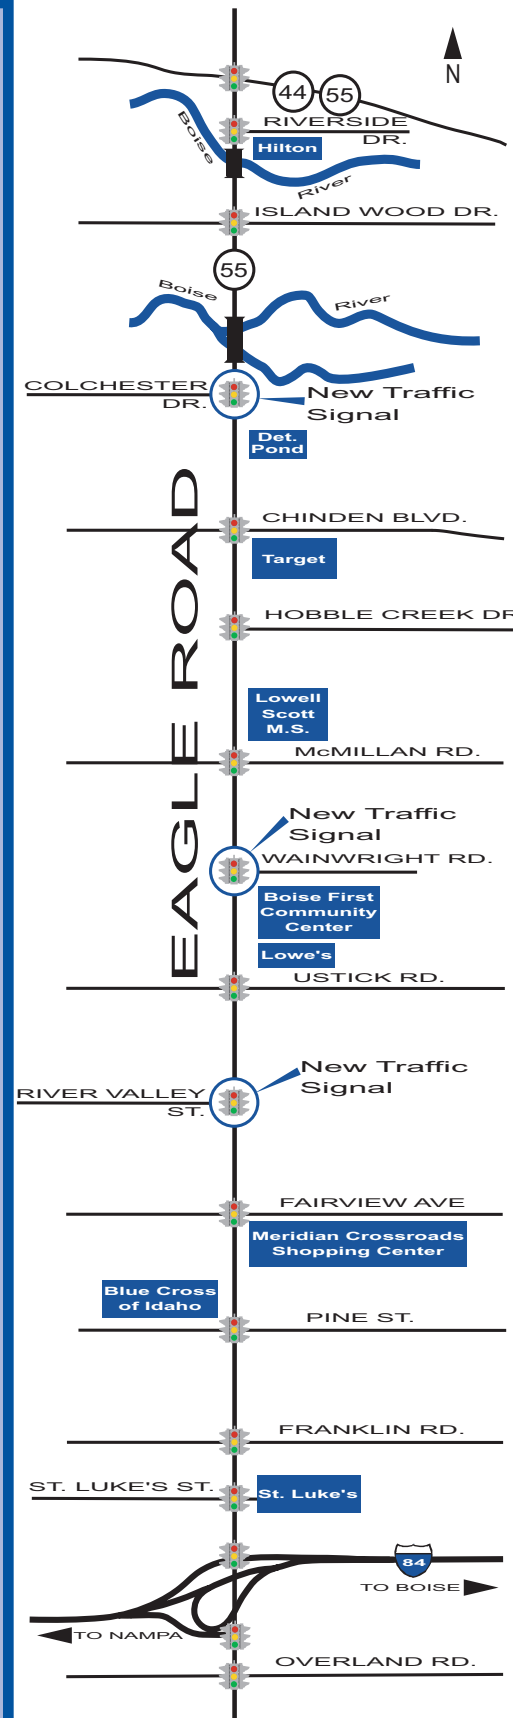 N
44
55
RIVERSIDE
DR.
Boise
Hilton
River
ISLAND WOOD DR.
55
Boise
River
COLCHESTER
DR.
New Traffic
Signal
Det.
Pond
EAGLE ROAD
CHINDEN BLVD.
Target
HOBBLE CREEK DR
Lowell
Scott
M.S.
McMILLAN RD.
New Traffic
Signal
WAINWRIGHT RD.
Boise First
Community
Center
Lowe's
USTICK RD.
New Traffic
Signal
RIVER VALLEY
ST.
FAIRVIEW AVE
Meridian Crossroads
Shopping Center
Blue Cross
of Idaho
PINE ST.
FRANKLIN RD.
ST. LUKE'S ST.
St. Luke's
84
TO BOISE
TO NAMPA
OVERLAND RD.